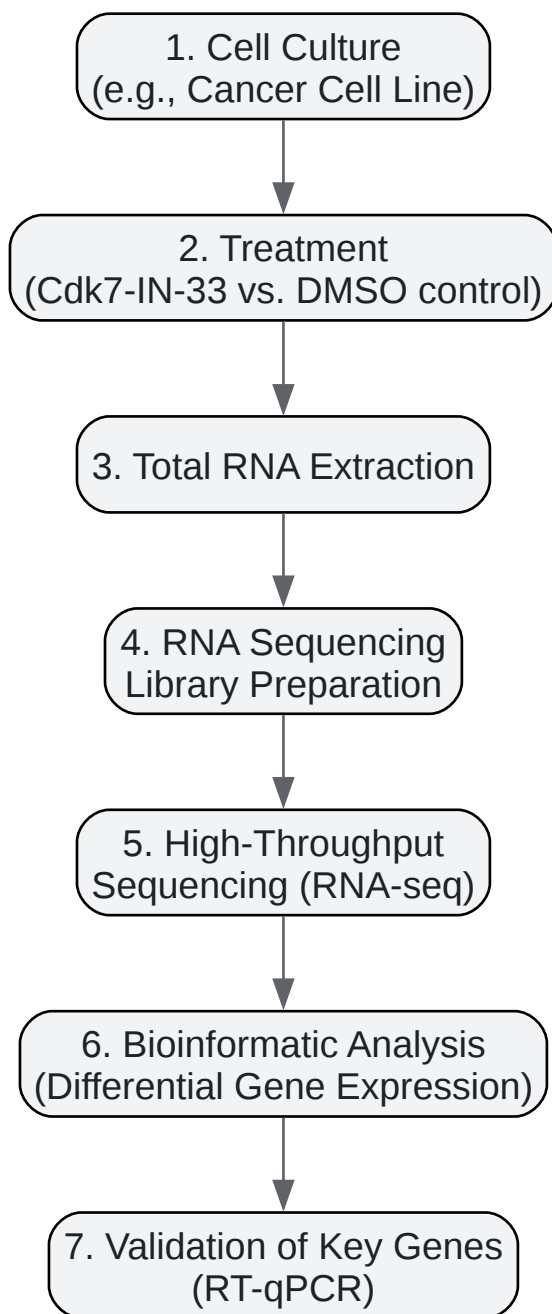 1. Cell Culture
(e.g., Cancer Cell Line)
2. Treatment
(Cdk7-IN-33 vs. DMSO control)
3. Total RNA Extraction
4. RNA Sequencing
Library Preparation
5. High-Throughput
Sequencing (RNA-seq)
6. Bioinformatic Analysis
(Differential Gene Expression)
7. Validation of Key Genes
(RT-qPCR)